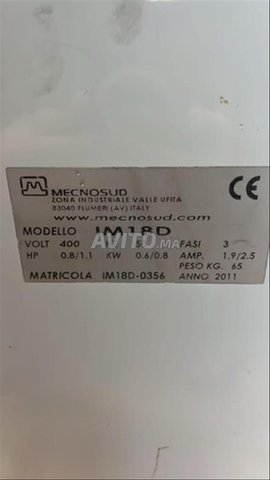 MECNOSUD
ZONA INDUSTRIALE VALLE UFITA
83040 FLUMERI (AV) ITALY
www.mecnosud.com
MODELLO IM18D
VOLT 400 FASI 3
AVITO.ma
HP 0.8/1.1 KW 0.6/0.8 AMP. 1.9/2.5
PESO KG. 65
MATRICOLA IM18D-0356 ANNO 2011
CE